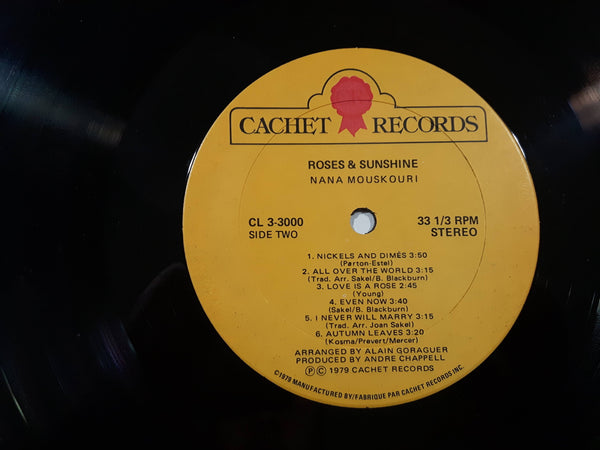 CACHET RECORDS
ROSES & SUNSHINE
NANA MOUSKOURI
CL 3-3000 33 1/3 RPM
SIDE TWO STEREO
1. NICKELS AND DIMES 3:50
(Parton-Estel)
2. ALL OVER THE WORLD 3:15
(Trad. Arr. Sakel/B. Blackburn)
3. LOVE IS A ROSE 2:45
(Young)
4. EVEN NOW 3:40
(Sakel/B. Blackburn)
5. I NEVER WILL MARRY 3:15
(Trad. Arr. Joan Sakel)
6. AUTUMN LEAVES 3:20
(Kosma/Prevert/Mercer)
ARRANGED BY ALAIN GORAGUER
PRODUCED BY ANDRE CHAPPELL
Ⓟ© 1979 CACHET RECORDS
©1979 MANUFACTURED BY/FABRIQUE PAR CACHET RECORDS INC.